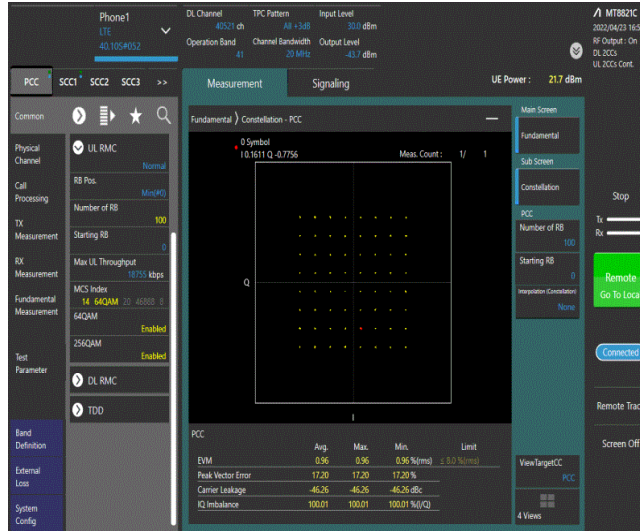 Phone1
LTE
40.10S#052
DL Channel
40521 ch
TPC Pattern
All +3dB
Input Level
30.0 dBm
Operation Band
41
Channel Bandwidth
20 MHz
Output Level
-43.7 dBm
MT8821C
2022/04/23 16:5
RF Output : On
DL 2CCs
UL 2CCs Cont.
PCC
SCC1
SCC2
SCC3
>>
Measurement
Signaling
UE Power : 21.7 dBm
Common
Physical
Channel
Call
Processing
TX
Measurement
RX
Measurement
Fundamental
Measurement
Test
Parameter
Band
Definition
External
Loss
System
Config
UL RMC
Normal
RB Pos.
Min(#0)
Number of RB
100
Starting RB
0
Max UL Throughput
18755 kbps
MCS Index
14 64QAM 20 46888 8
64QAM
Enabled
256QAM
Enabled
DL RMC
TDD
Fundamental > Constellation - PCC
0 Symbol
I 0.1611 Q -0.7756
Meas. Count : 1/ 1
Q
I
PCC
Avg. Max. Min. Limit
EVM 0.96 0.96 0.96 %(rms) ≤ 8.0 %(rms)
Peak Vector Error 17.20 17.20 17.20 %
Carrier Leakage -46.26 -46.26 -46.26 dBc
IQ Imbalance 100.01 100.01 100.01 %(I/Q)
Main Screen
Fundamental
Sub Screen
Constellation
PCC
Number of RB
100
Starting RB
0
Interpolation (Constellation)
None
ViewTargetCC
PCC
4 Views
Stop
Tx
Rx
Remote
Go To Loca
Connected
Remote Trac
Screen Off